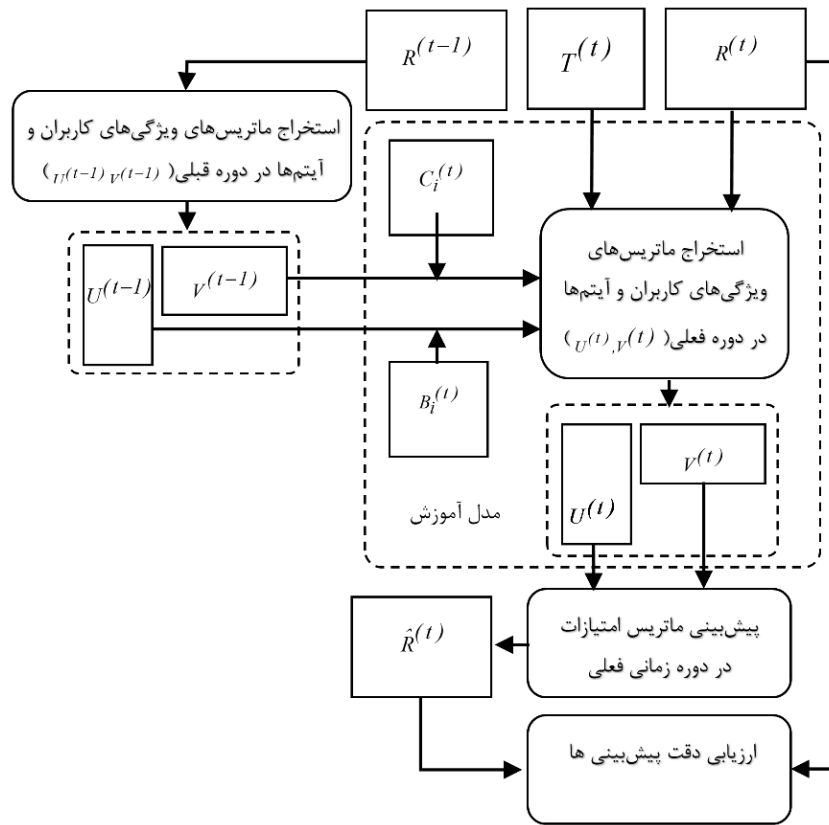 R^(t-1)
T^(t)
R^(t)
استخراج ماتریس‌های ویژگی‌های کاربران و
آیتم‌ها در دوره قبلی( U^(t-1) V^(t-1) )
C_i^(t)
استخراج ماتریس‌های
ویژگی‌های کاربران و آیتم‌ها
در دوره فعلی( U^(t), V^(t) )
U^(t-1)
V^(t-1)
B_i^(t)
V^(t)
U^(t)
مدل آموزش
پیش‌بینی ماتریس امتیازات
در دوره زمانی فعلی
R̂^(t)
ارزیابی دقت پیش‌بینی ها